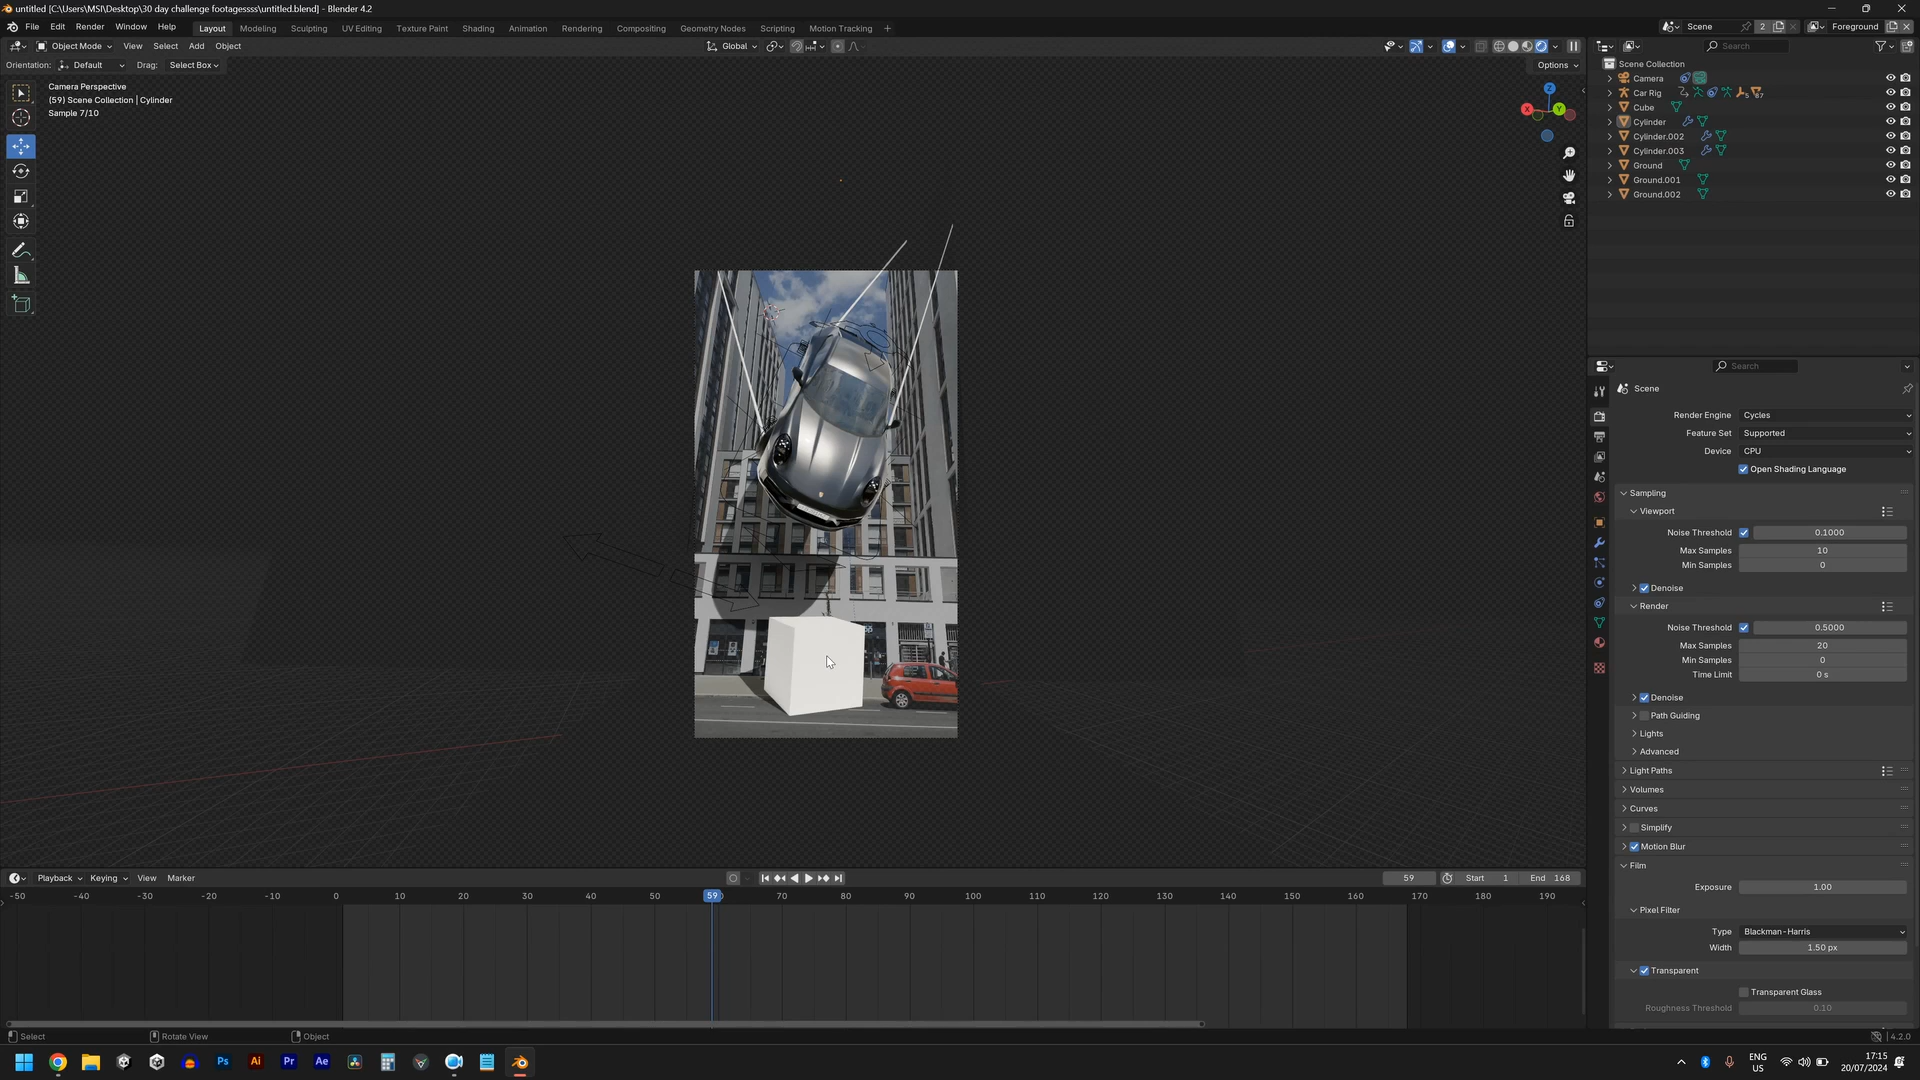 untitled [C:\Users\MSI\Desktop\30 day challenge footagessss\untitled.blend] - Blender 4.2
File Edit Render Window Help Layout Modeling Sculpting UV Editing Texture Paint Shading Animation Rendering Compositing Geometry Nodes Scripting Motion Tracking + Scene 2 Foreground
Object Mode View Select Add Object Global Search
Orientation: Default Drag: Select Box Options
Camera Perspective
(59) Scene Collection | Cylinder
Sample 7/10
Z
X
Y
Scene Collection
Camera
Car Rig
Cube
Cylinder
Cylinder.002
Cylinder.003
Ground
Ground.001
Ground.002
Search
Scene
Render Engine Cycles
Feature Set Supported
Device CPU
Open Shading Language
Sampling
Viewport
Noise Threshold 0.1000
Max Samples 10
Min Samples 0
Denoise
Render
Noise Threshold 0.5000
Max Samples 20
Min Samples 0
Time Limit 0 s
Denoise
Path Guiding
Lights
Advanced
Light Paths
Volumes
Curves
Simplify
Motion Blur
Film
Exposure 1.00
Pixel Filter
Type Blackman-Harris
Width 1.50 px
Transparent
Transparent Glass
Roughness Threshold 0.10
Playback Keying View Marker 59 Start 1 End 168
-50 -40 -30 -20 -10 0 10 20 30 40 50 59 70 80 90 100 110 120 130 140 150 160 170 180 190
Select Rotate View Object 4.2.0
Ps Ai Pr Ae
ENG
US
17:15
20/07/2024